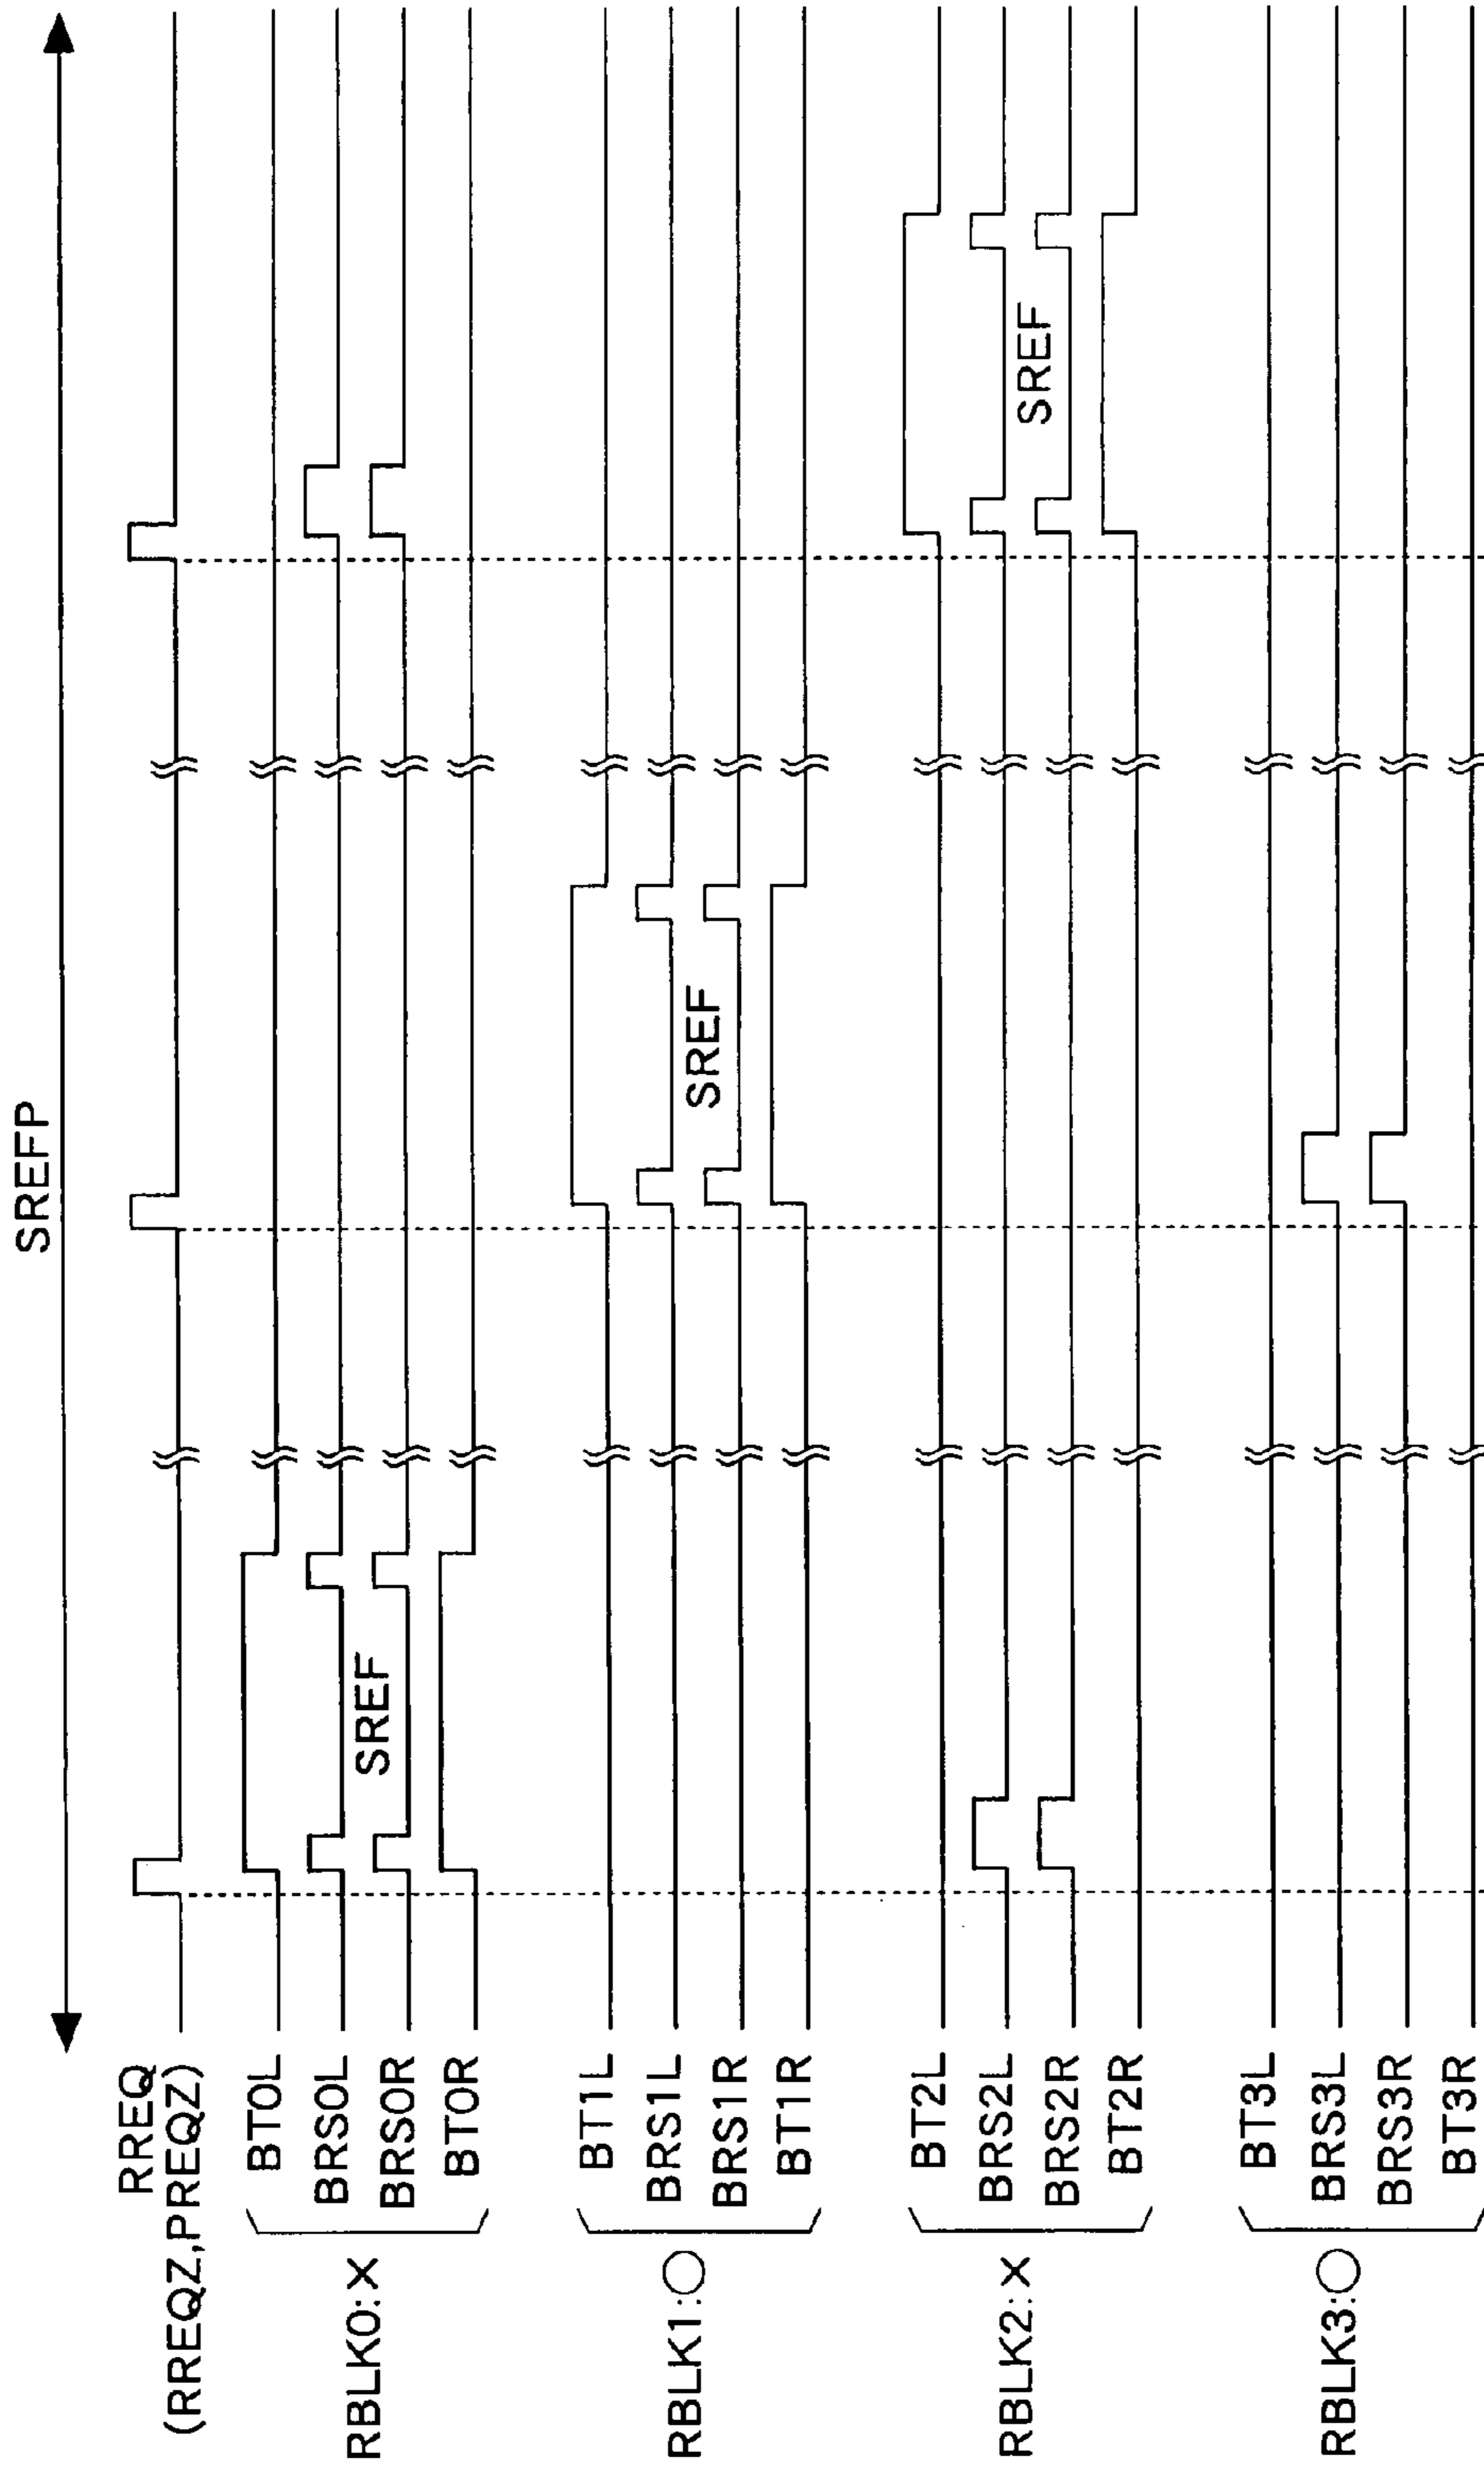 SREFP
RREQ
(RREQZ,PREQZ)
RBLK0:×
BT0L
BRS0L
SREF
BRS0R
BT0R
RBLK1:○
BT1L
BRS1L
SREF
BRS1R
BT1R
RBLK2:×
BT2L
BRS2L
SREF
BRS2R
BT2R
RBLK3:○
BT3L
BRS3L
BRS3R
BT3R